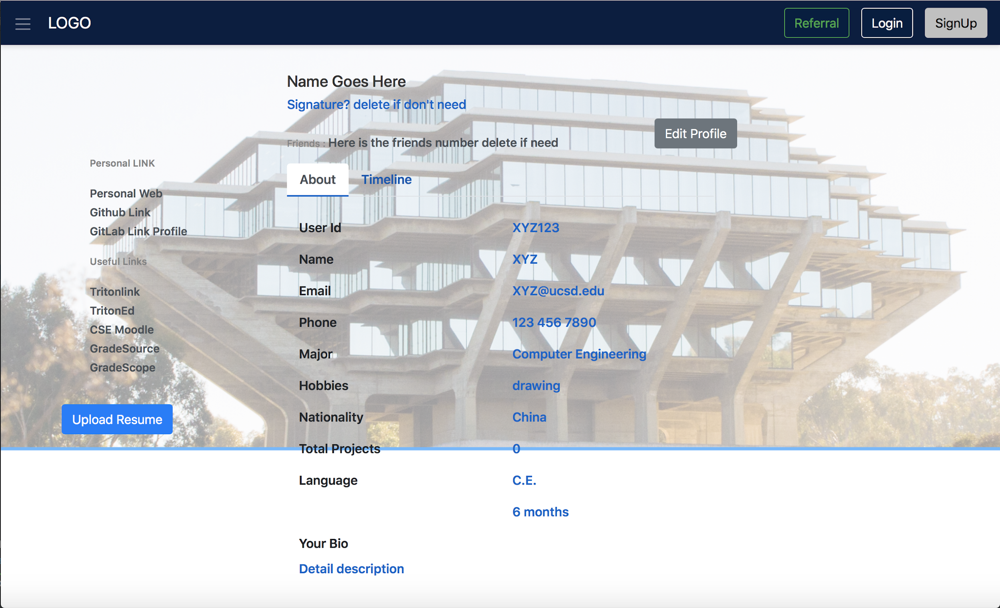 LOGO
Referral
Login
SignUp
Name Goes Here
Signature? delete if don't need
Friends : Here is the friends number delete if need
Edit Profile
About
Timeline
Personal LINK
Personal Web
Github Link
GitLab Link Profile
Useful Links
Tritonlink
TritonEd
CSE Moodle
GradeSource
GradeScope
Upload Resume
User Id XYZ123
Name XYZ
Email XYZ@ucsd.edu
Phone 123 456 7890
Major Computer Engineering
Hobbies drawing
Nationality China
Total Projects 0
Language C.E.
6 months
Your Bio
Detail description